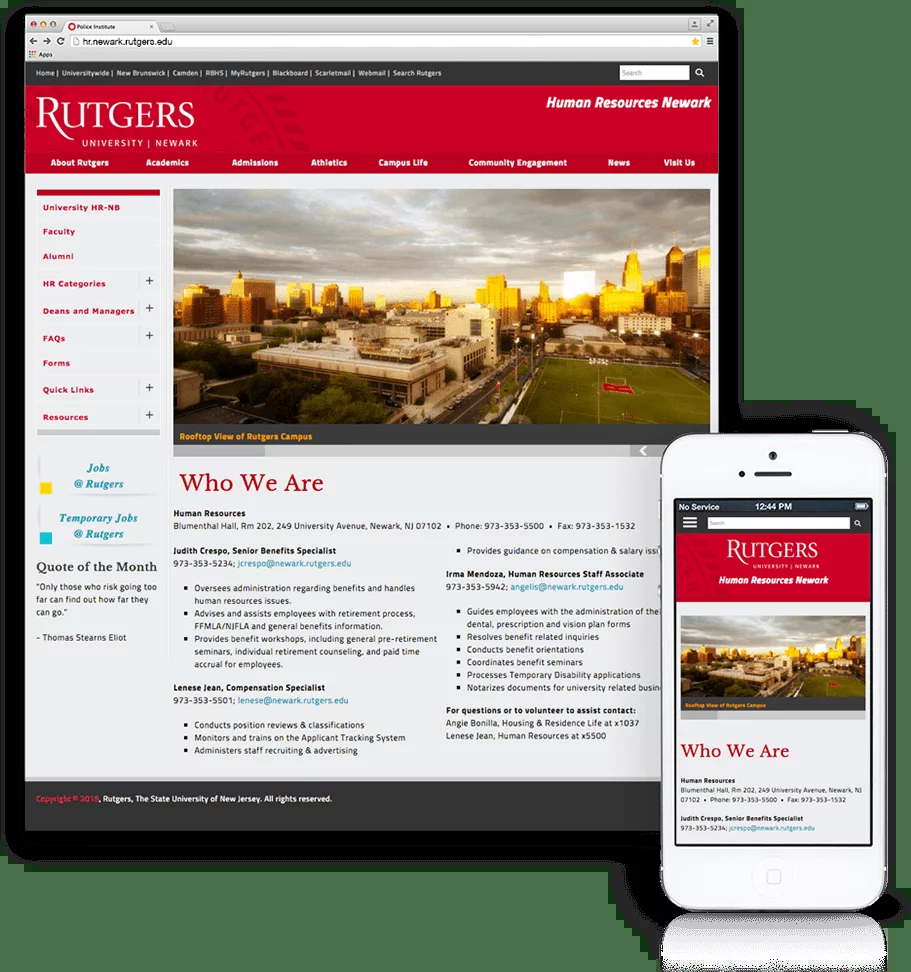 Police Institute
hr.newark.rutgers.edu
Apps
Home | Universitywide | New Brunswick | Camden | RBHS | MyRutgers | Blackboard | Scarletmail | Webmail | Search Rutgers
Search
RUTGERS
UNIVERSITY | NEWARK
Human Resources Newark
About Rutgers Academics Admissions Athletics Campus Life Community Engagement News Visit Us
University HR-NB
Faculty
Alumni
HR Categories +
Deans and Managers +
FAQs +
Forms
Quick Links +
Resources +
Jobs
@ Rutgers
Temporary Jobs
@ Rutgers
Quote of the Month
"Only those who risk going too
far can find out how far they
can go."
- Thomas Stearns Eliot
Rooftop View of Rutgers Campus
Who We Are
Human Resources
Blumenthal Hall, Rm 202, 249 University Avenue, Newark, NJ 07102 • Phone: 973-353-5500 • Fax: 973-353-1532
Judith Crespo, Senior Benefits Specialist
973-353-5234; jcrespo@newark.rutgers.edu
Oversees administration regarding benefits and handles
human resources issues.
Advises and assists employees with retirement process,
FFMLA/NJFLA and general benefits information.
Provides benefit workshops, including general pre-retirement
seminars, individual retirement counseling, and paid time
accrual for employees.
Lenese Jean, Compensation Specialist
973-353-5501; lenese@newark.rutgers.edu
Conducts position reviews & classifications
Monitors and trains on the Applicant Tracking System
Administers staff recruiting & advertising
Provides guidance on compensation & salary
Irma Mendoza, Human Resources Staff Associate
973-353-5942; angelis@newark.rutgers.edu
Guides employees with the administration of
dental, prescription and vision plan forms
Resolves benefit related inquiries
Conducts benefit orientations
Coordinates benefit seminars
Processes Temporary Disability applications
Notarizes documents for university related
For questions or to volunteer to assist contact:
Angie Bonilla, Housing & Residence Life at x1037
Lenese Jean, Human Resources at x5500
, Rutgers, The State University of New Jersey. All rights reserved.
No Service 12:44 PM
Search
RUTGERS
UNIVERSITY | NEWARK
Human Resources Newark
Rooftop View of Rutgers Campus
Who We Are
Human Resources
Blumenthal Hall, Rm 202, 249 University Avenue, Newark, NJ
07102 • Phone: 973-353-5500 • Fax: 973-353-1532
Judith Crespo, Senior Benefits Specialist
973-353-5234; jcrespo@newark.rutgers.edu